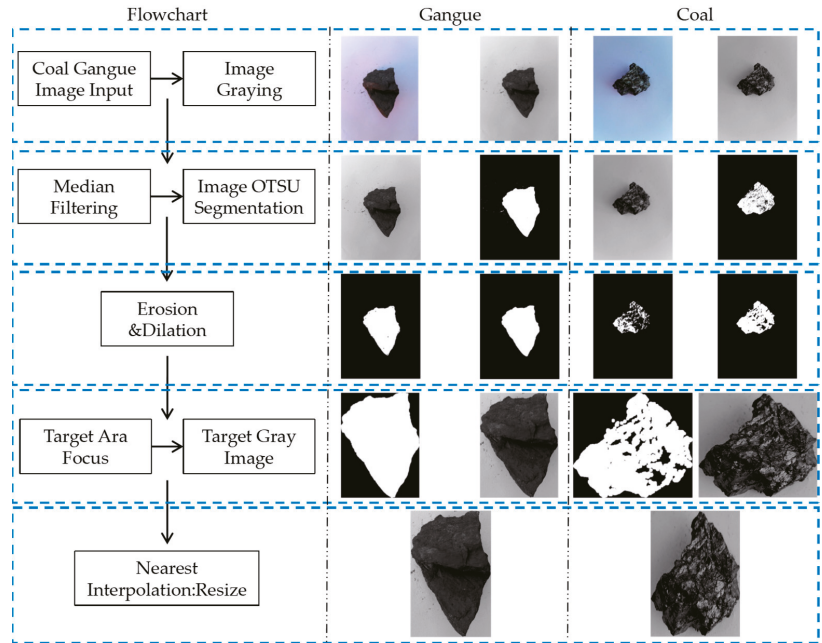 Flowchart
Gangue
Coal
Coal Gangue
Image Input
Image
Graying
Median
Filtering
Image OTSU
Segmentation
Erosion
&Dilation
Target Ara
Focus
Target Gray
Image
Nearest
Interpolation:Resize